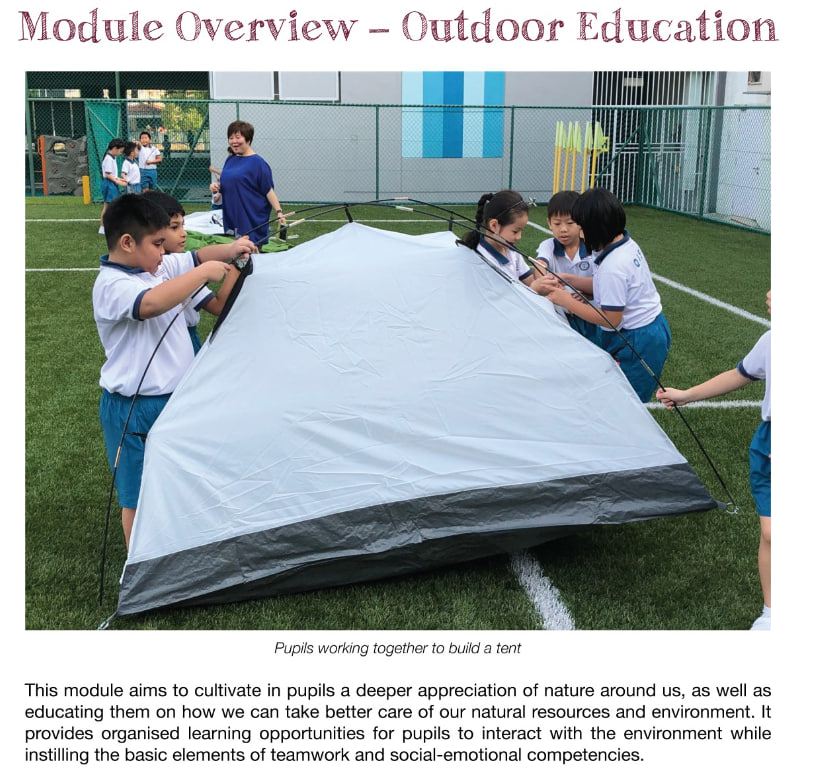 Module Overview – Outdoor Education
Pupils working together to build a tent
This module aims to cultivate in pupils a deeper appreciation of nature around us, as well as
educating them on how we can take better care of our natural resources and environment. It
provides organised learning opportunities for pupils to interact with the environment while
instilling the basic elements of teamwork and social-emotional competencies.